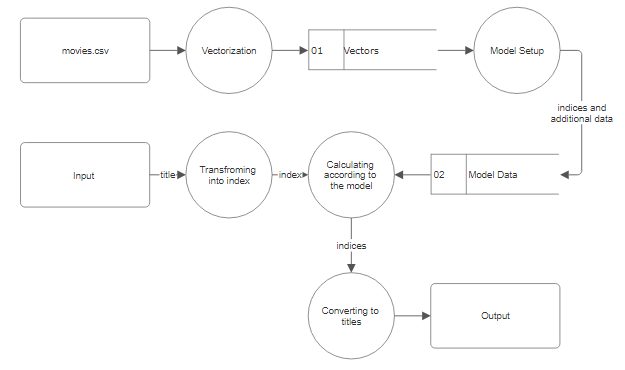 movies.csv
Vectorization
01
Vectors
Model Setup
indices and
additional data
Input
title
Transfroming
into index
index
Calculating
according to
the model
02
Model Data
indices
Converting to
titles
Output